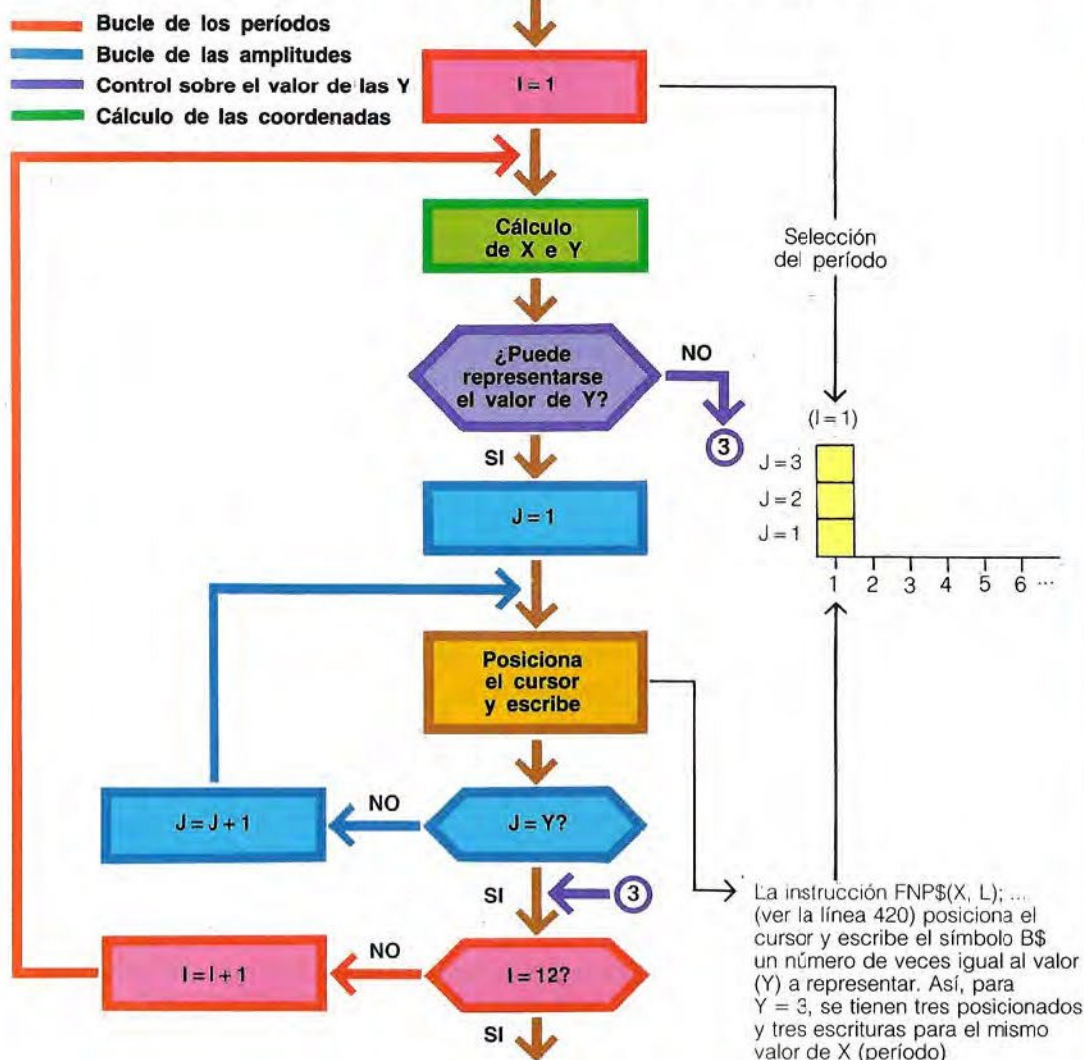 Bucle de los períodos
Bucle de las amplitudes
Control sobre el valor de las Y
Cálculo de las coordenadas
I = 1
Cálculo
de X e Y
Selección
del período
¿Puede
representarse
el valor de Y?
NO
3
SI
(I = 1)
J = 3
J = 2
J = 1
1 2 3 4 5 6 ...
J = 1
Posiciona
el cursor
y escribe
J = J + 1
NO
J = Y?
SI
3
I = I + 1
NO
I = 12?
SI
La instrucción FNP$(X, L); ...
(ver la línea 420) posiciona el
cursor y escribe el símbolo B$
un número de veces igual al valor
(Y) a representar. Así, para
Y = 3, se tienen tres posicionados
y tres escrituras para el mismo
valor de X (período)